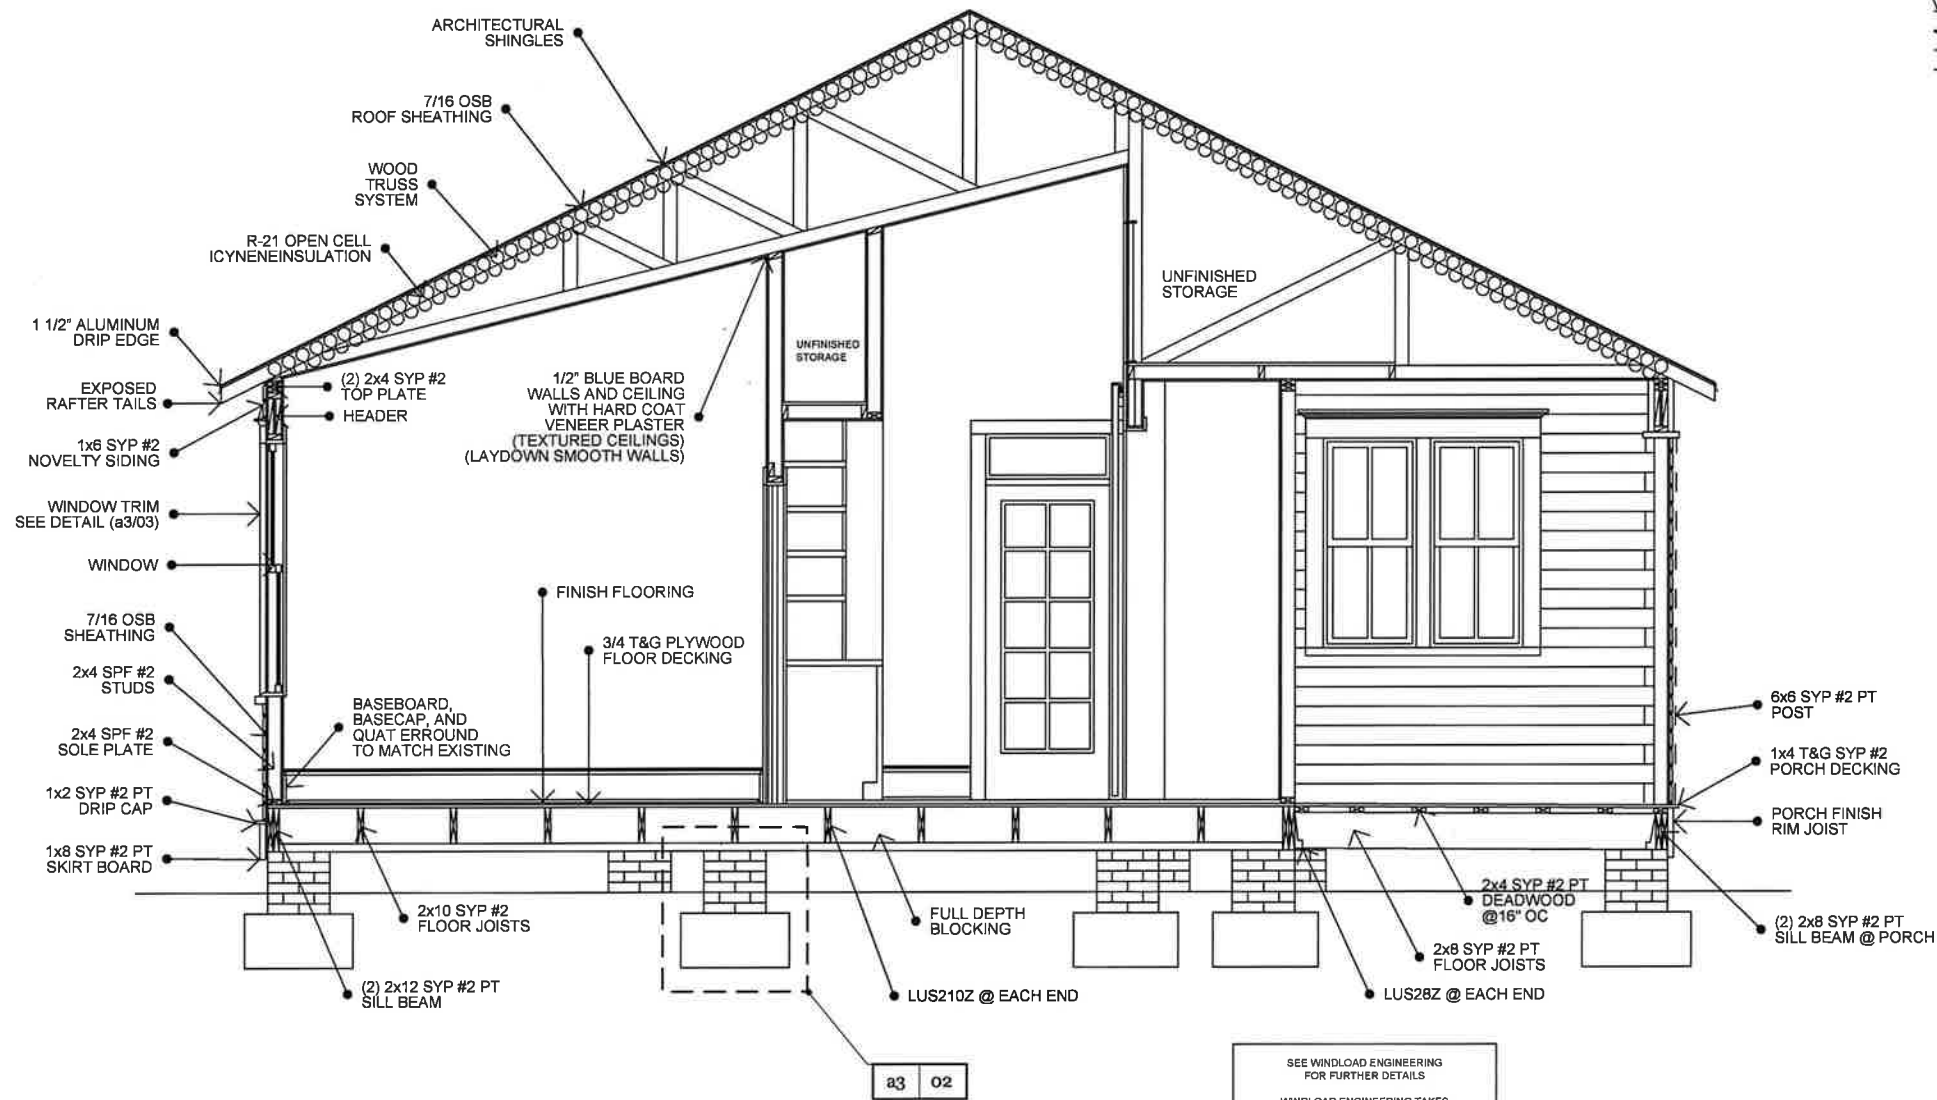 ARCHITECTURAL
SHINGLES
7/16 OSB
ROOF SHEATHING
WOOD
TRUSS
SYSTEM
R-21 OPEN CELL
ICYNENEINSULATION
1 1/2" ALUMINUM
DRIP EDGE
EXPOSED
RAFTER TAILS
1x6 SYP #2
NOVELTY SIDING
WINDOW TRIM
SEE DETAIL (a3/03)
WINDOW
7/16 OSB
SHEATHING
2x4 SPF #2
STUDS
2x4 SPF #2
SOLE PLATE
1x2 SYP #2 PT
DRIP CAP
1x8 SYP #2 PT
SKIRT BOARD
(2) 2x4 SYP #2
TOP PLATE
HEADER
1/2" BLUE BOARD
WALLS AND CEILING
WITH HARD COAT
VENEER PLASTER
(TEXTURED CEILINGS)
(LAYDOWN SMOOTH WALLS)
UNFINISHED
STORAGE
UNFINISHED
STORAGE
FINISH FLOORING
3/4 T&G PLYWOOD
FLOOR DECKING
BASEBOARD,
BASECAP, AND
QUAT ERROUND
TO MATCH EXISTING
6x6 SYP #2 PT
POST
1x4 T&G SYP #2
PORCH DECKING
PORCH FINISH
RIM JOIST
(2) 2x8 SYP #2 PT
SILL BEAM @ PORCH
2x10 SYP #2
FLOOR JOISTS
(2) 2x12 SYP #2 PT
SILL BEAM
FULL DEPTH
BLOCKING
LUS210Z @ EACH END
2x4 SYP #2 PT
DEADWOOD
@16" OC
2x8 SYP #2 PT
FLOOR JOISTS
LUS28Z @ EACH END
a3 02
SEE WINDLOAD ENGINEERING
FOR FURTHER DETAILS
WINDLOAD ENGINEERING TAKES